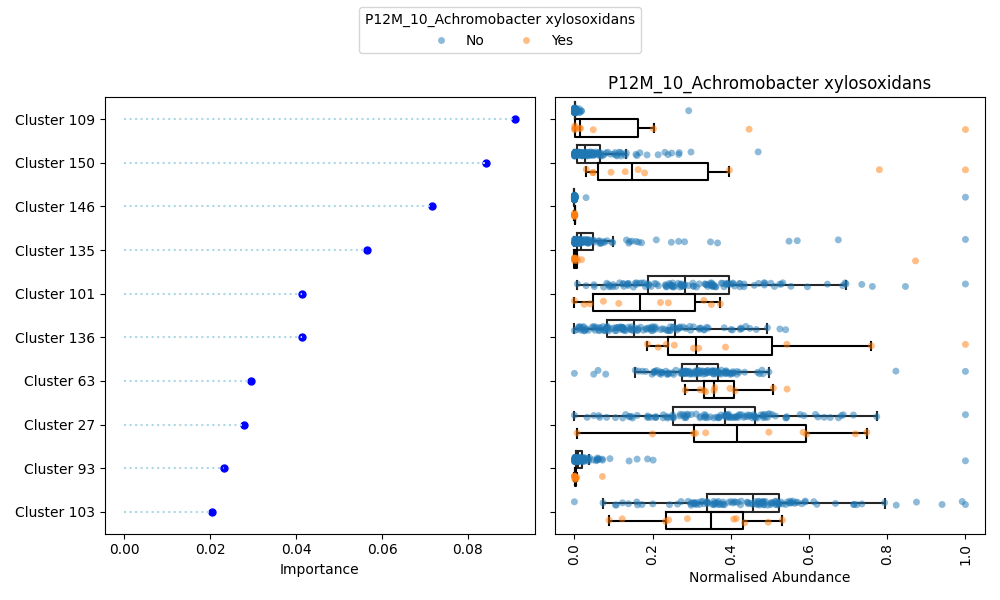 P12M_10_Achromobacter xylosoxidans
No Yes
P12M_10_Achromobacter xylosoxidans
Cluster 109
Cluster 150
Cluster 146
Cluster 135
Cluster 101
Cluster 136
Cluster 63
Cluster 27
Cluster 93
Cluster 103
0.00 0.02 0.04 0.06 0.08
Importance
0.0 0.2 0.4 0.6 0.8 1.0
Normalised Abundance